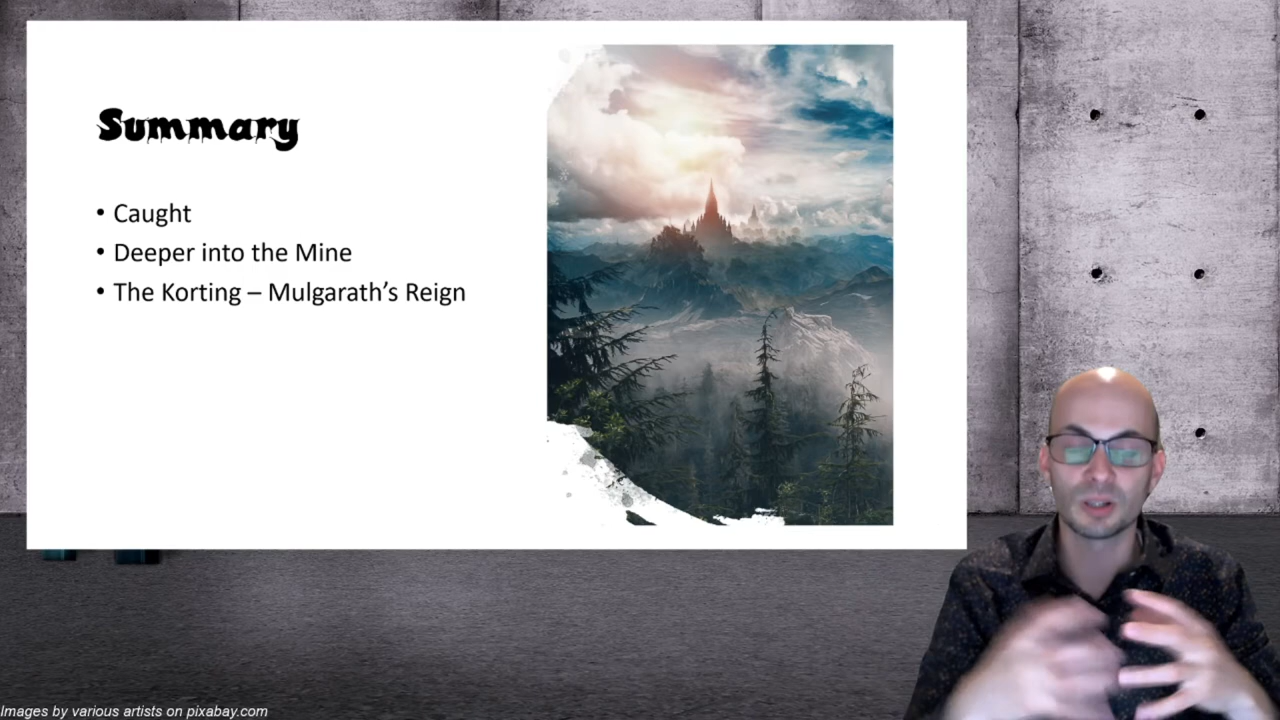 Summary
• Caught
• Deeper into the Mine
• The Korting – Mulgarath's Reign
Images by various artists on pixabay.com